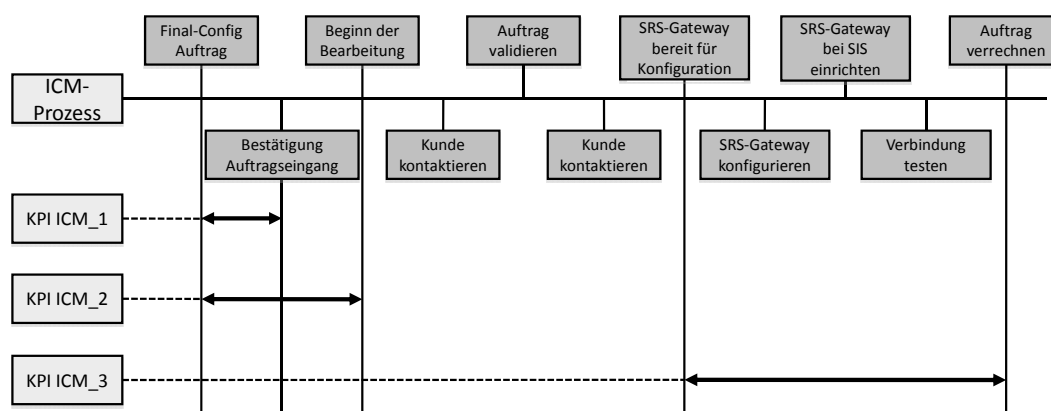 Final-Config
Auftrag
Beginn der
Bearbeitung
Auftrag
validieren
SRS-Gateway
bereit für
Konfiguration
SRS-Gateway
bei SIS
einrichten
Auftrag
verrechnen
ICM-
Prozess
Bestätigung
Auftragseingang
Kunde
kontaktieren
Kunde
kontaktieren
SRS-Gateway
konfigurieren
Verbindung
testen
KPI ICM_1
KPI ICM_2
KPI ICM_3